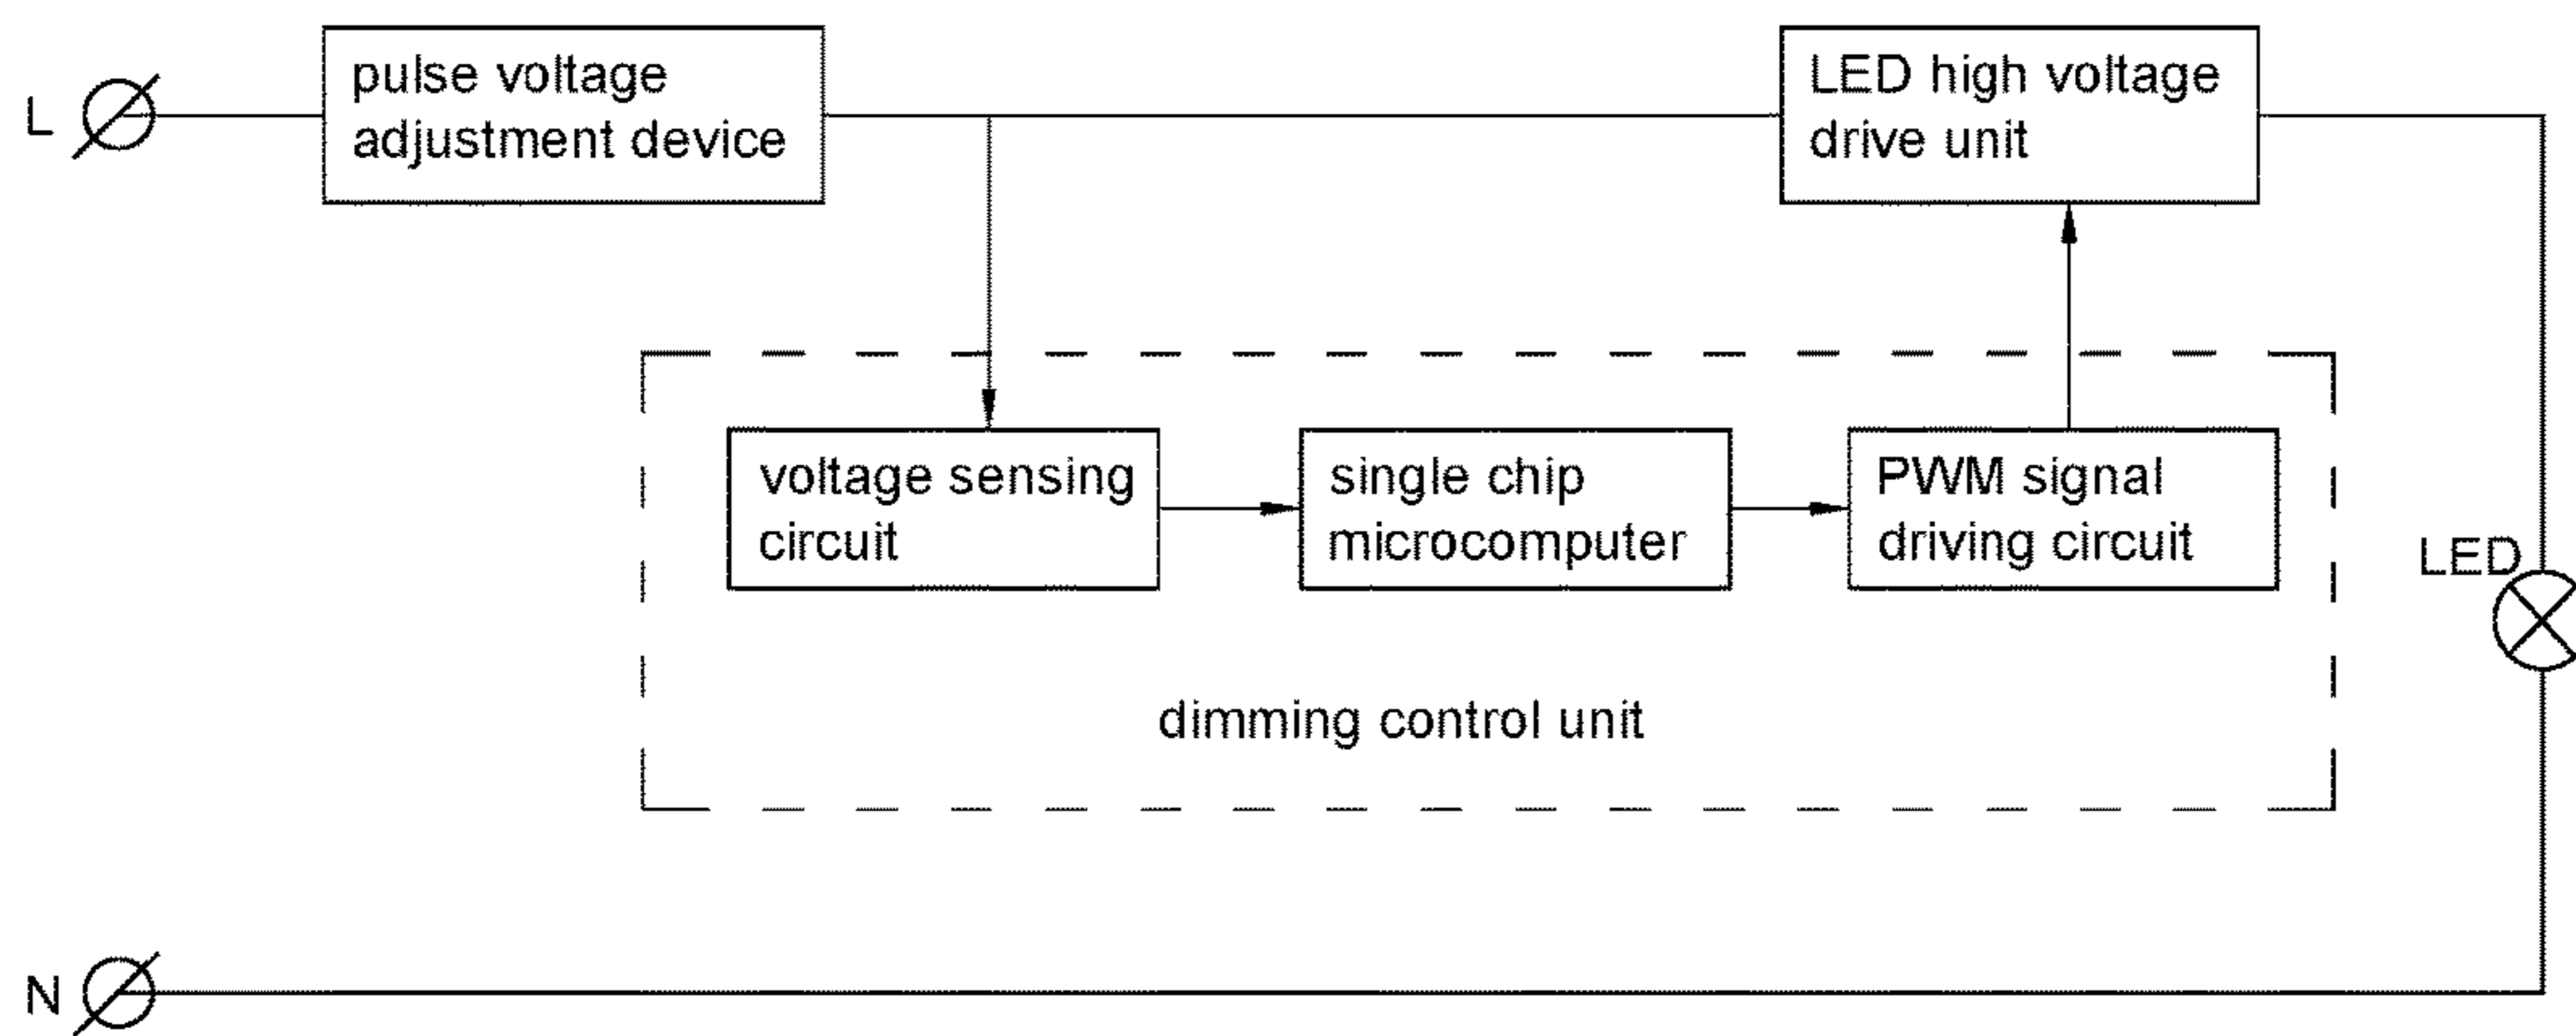 L
pulse voltage
adjustment device
LED high voltage
drive unit
voltage sensing
circuit
single chip
microcomputer
PWM signal
driving circuit
LED
dimming control unit
N